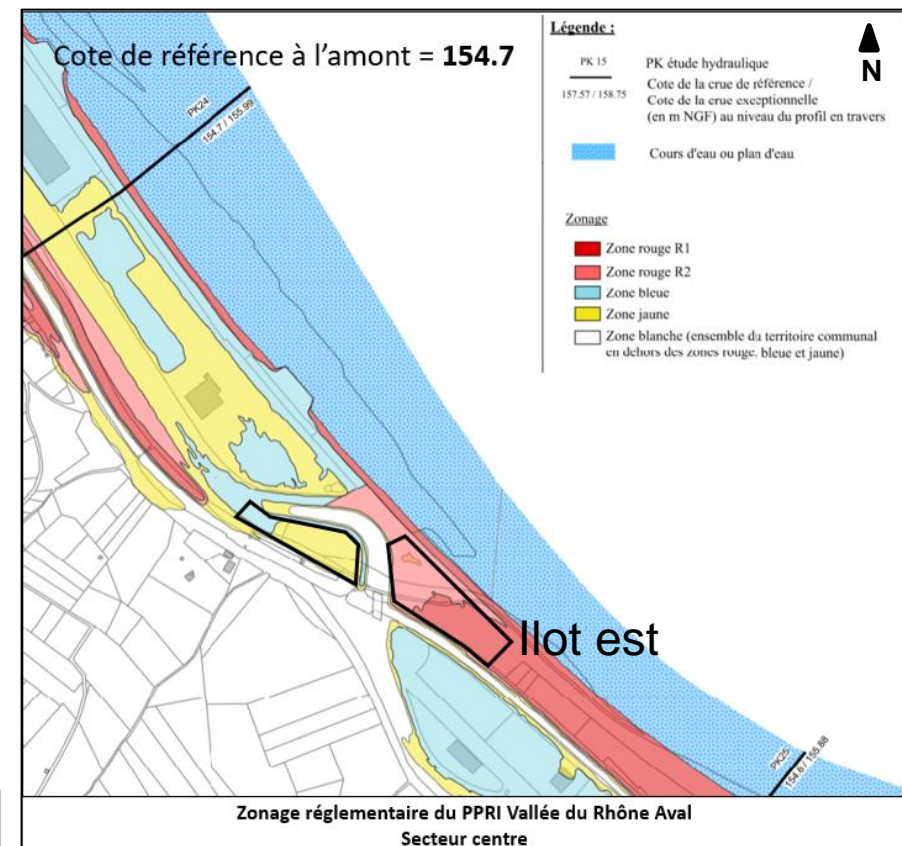 Cote de référence à l'amont = 154.7
PK24
154.7 / 155.99
Légende :
N
PK 15
PK étude hydraulique
157.57 / 158.75
Cote de la crue de référence /
Cote de la crue exceptionnelle
(en m NGF) au niveau du profil en travers
Cours d'eau ou plan d'eau
Zonage
Zone rouge R1
Zone rouge R2
Zone bleue
Zone jaune
Zone blanche (ensemble du territoire communal
en dehors des zones rouge, bleue et jaune)
Ilot est
PK25
154.6 / 155.88
Zonage réglementaire du PPRI Vallée du Rhône Aval
Secteur centre